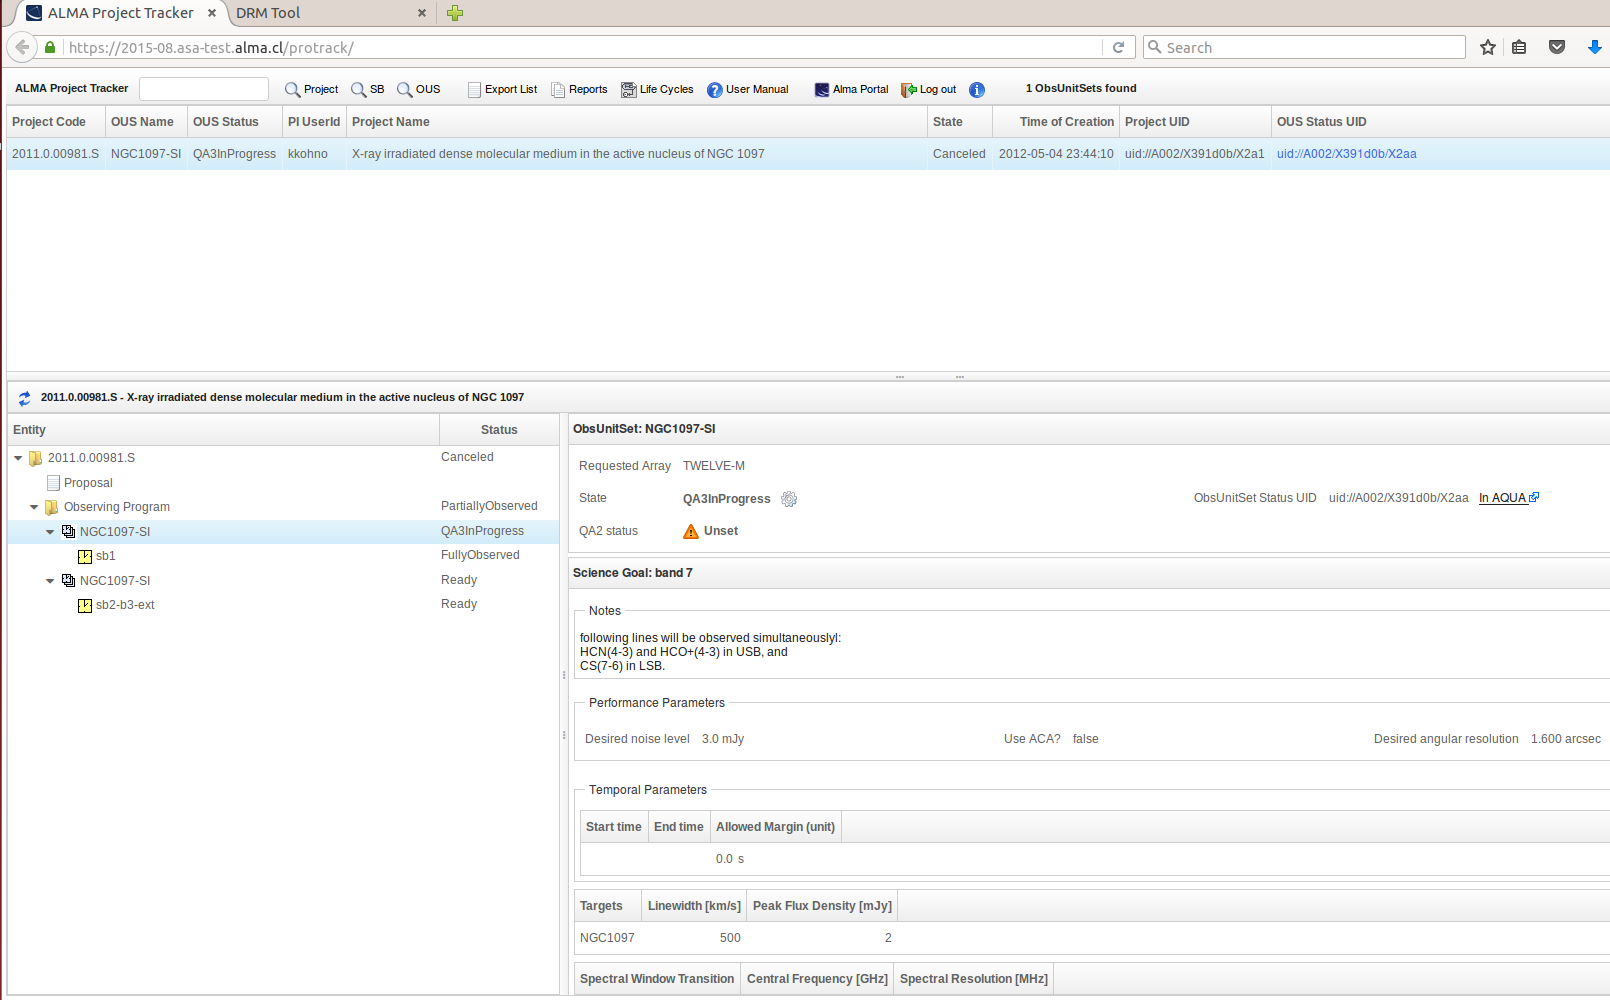 ALMA Project Tracker
DRM Tool
https://2015-08.asa-test.alma.cl/protrack/
Search
ALMA Project Tracker Project SB OUS Export List Reports Life Cycles User Manual Alma Portal Log out 1 ObsUnitSets found
Project Code OUS Name OUS Status PI UserId Project Name State Time of Creation Project UID OUS Status UID
2011.0.00981.S NGC1097-SI QA3InProgress kkohno X-ray irradiated dense molecular medium in the active nucleus of NGC 1097 Canceled 2012-05-04 23:44:10 uid://A002/X391d0b/X2a1 uid://A002/X391d0b/X2aa
2011.0.00981.S - X-ray irradiated dense molecular medium in the active nucleus of NGC 1097
Entity Status
2011.0.00981.S Canceled
Proposal
Observing Program PartiallyObserved
NGC1097-SI QA3InProgress
sb1 FullyObserved
NGC1097-SI Ready
sb2-b3-ext Ready
ObsUnitSet: NGC1097-SI
Requested Array TWELVE-M
State QA3InProgress ObsUnitSet Status UID uid://A002/X391d0b/X2aa In AQUA
QA2 status Unset
Science Goal: band 7
Notes
following lines will be observed simultaneouslyl:
HCN(4-3) and HCO+(4-3) in USB, and
CS(7-6) in LSB.
Performance Parameters
Desired noise level 3.0 mJy Use ACA? false Desired angular resolution 1.600 arcsec
Temporal Parameters
Start time End time Allowed Margin (unit)
0.0 s
Targets Linewidth [km/s] Peak Flux Density [mJy]
NGC1097 500 2
Spectral Window Transition Central Frequency [GHz] Spectral Resolution [MHz]